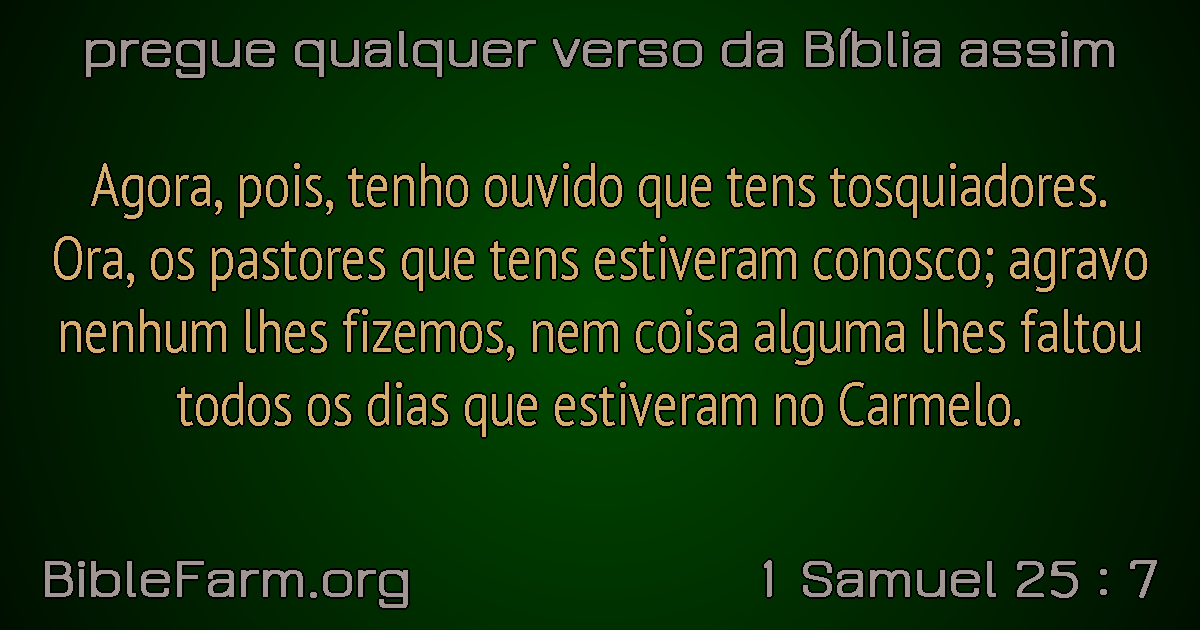 pregue qualquer verso da Bíblia assim
Agora, pois, tenho ouvido que tens tosquiadores.
Ora, os pastores que tens estiveram conosco; agravo
nenhum lhes fizemos, nem coisa alguma lhes faltou
todos os dias que estiveram no Carmelo.
BibleFarm.org
1 Samuel 25 : 7